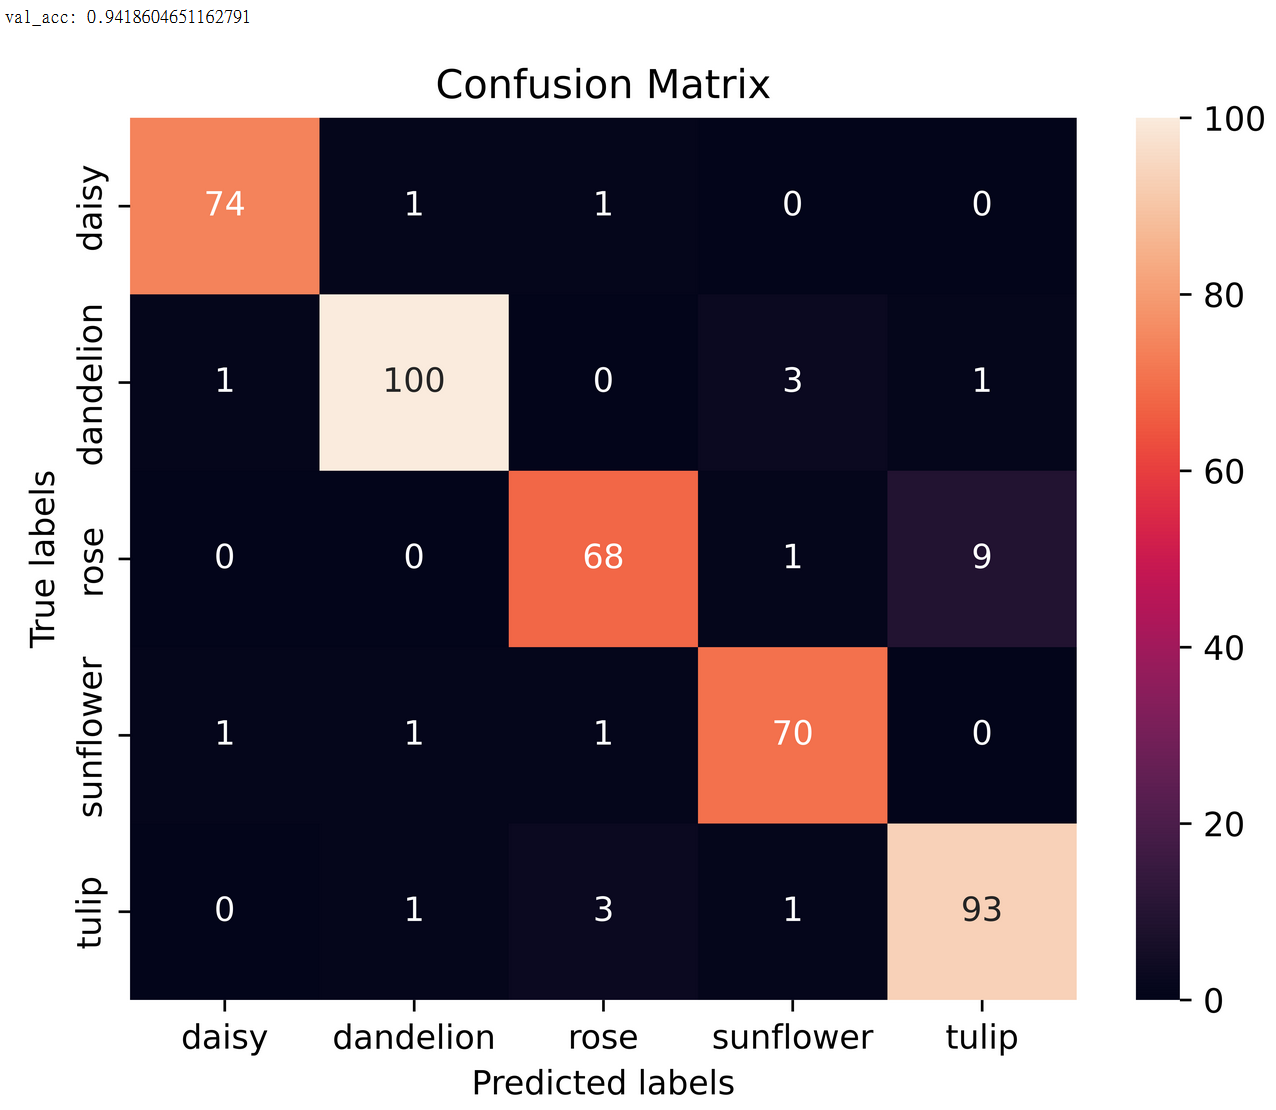 val_acc: 0.9418604651162791
Confusion Matrix
True labels
daisy 74 1 1 0 0
dandelion 1 100 0 3 1
rose 0 0 68 1 9
sunflower 1 1 1 70 0
tulip 0 1 3 1 93
daisy dandelion rose sunflower tulip
Predicted labels
100
80
60
40
20
0